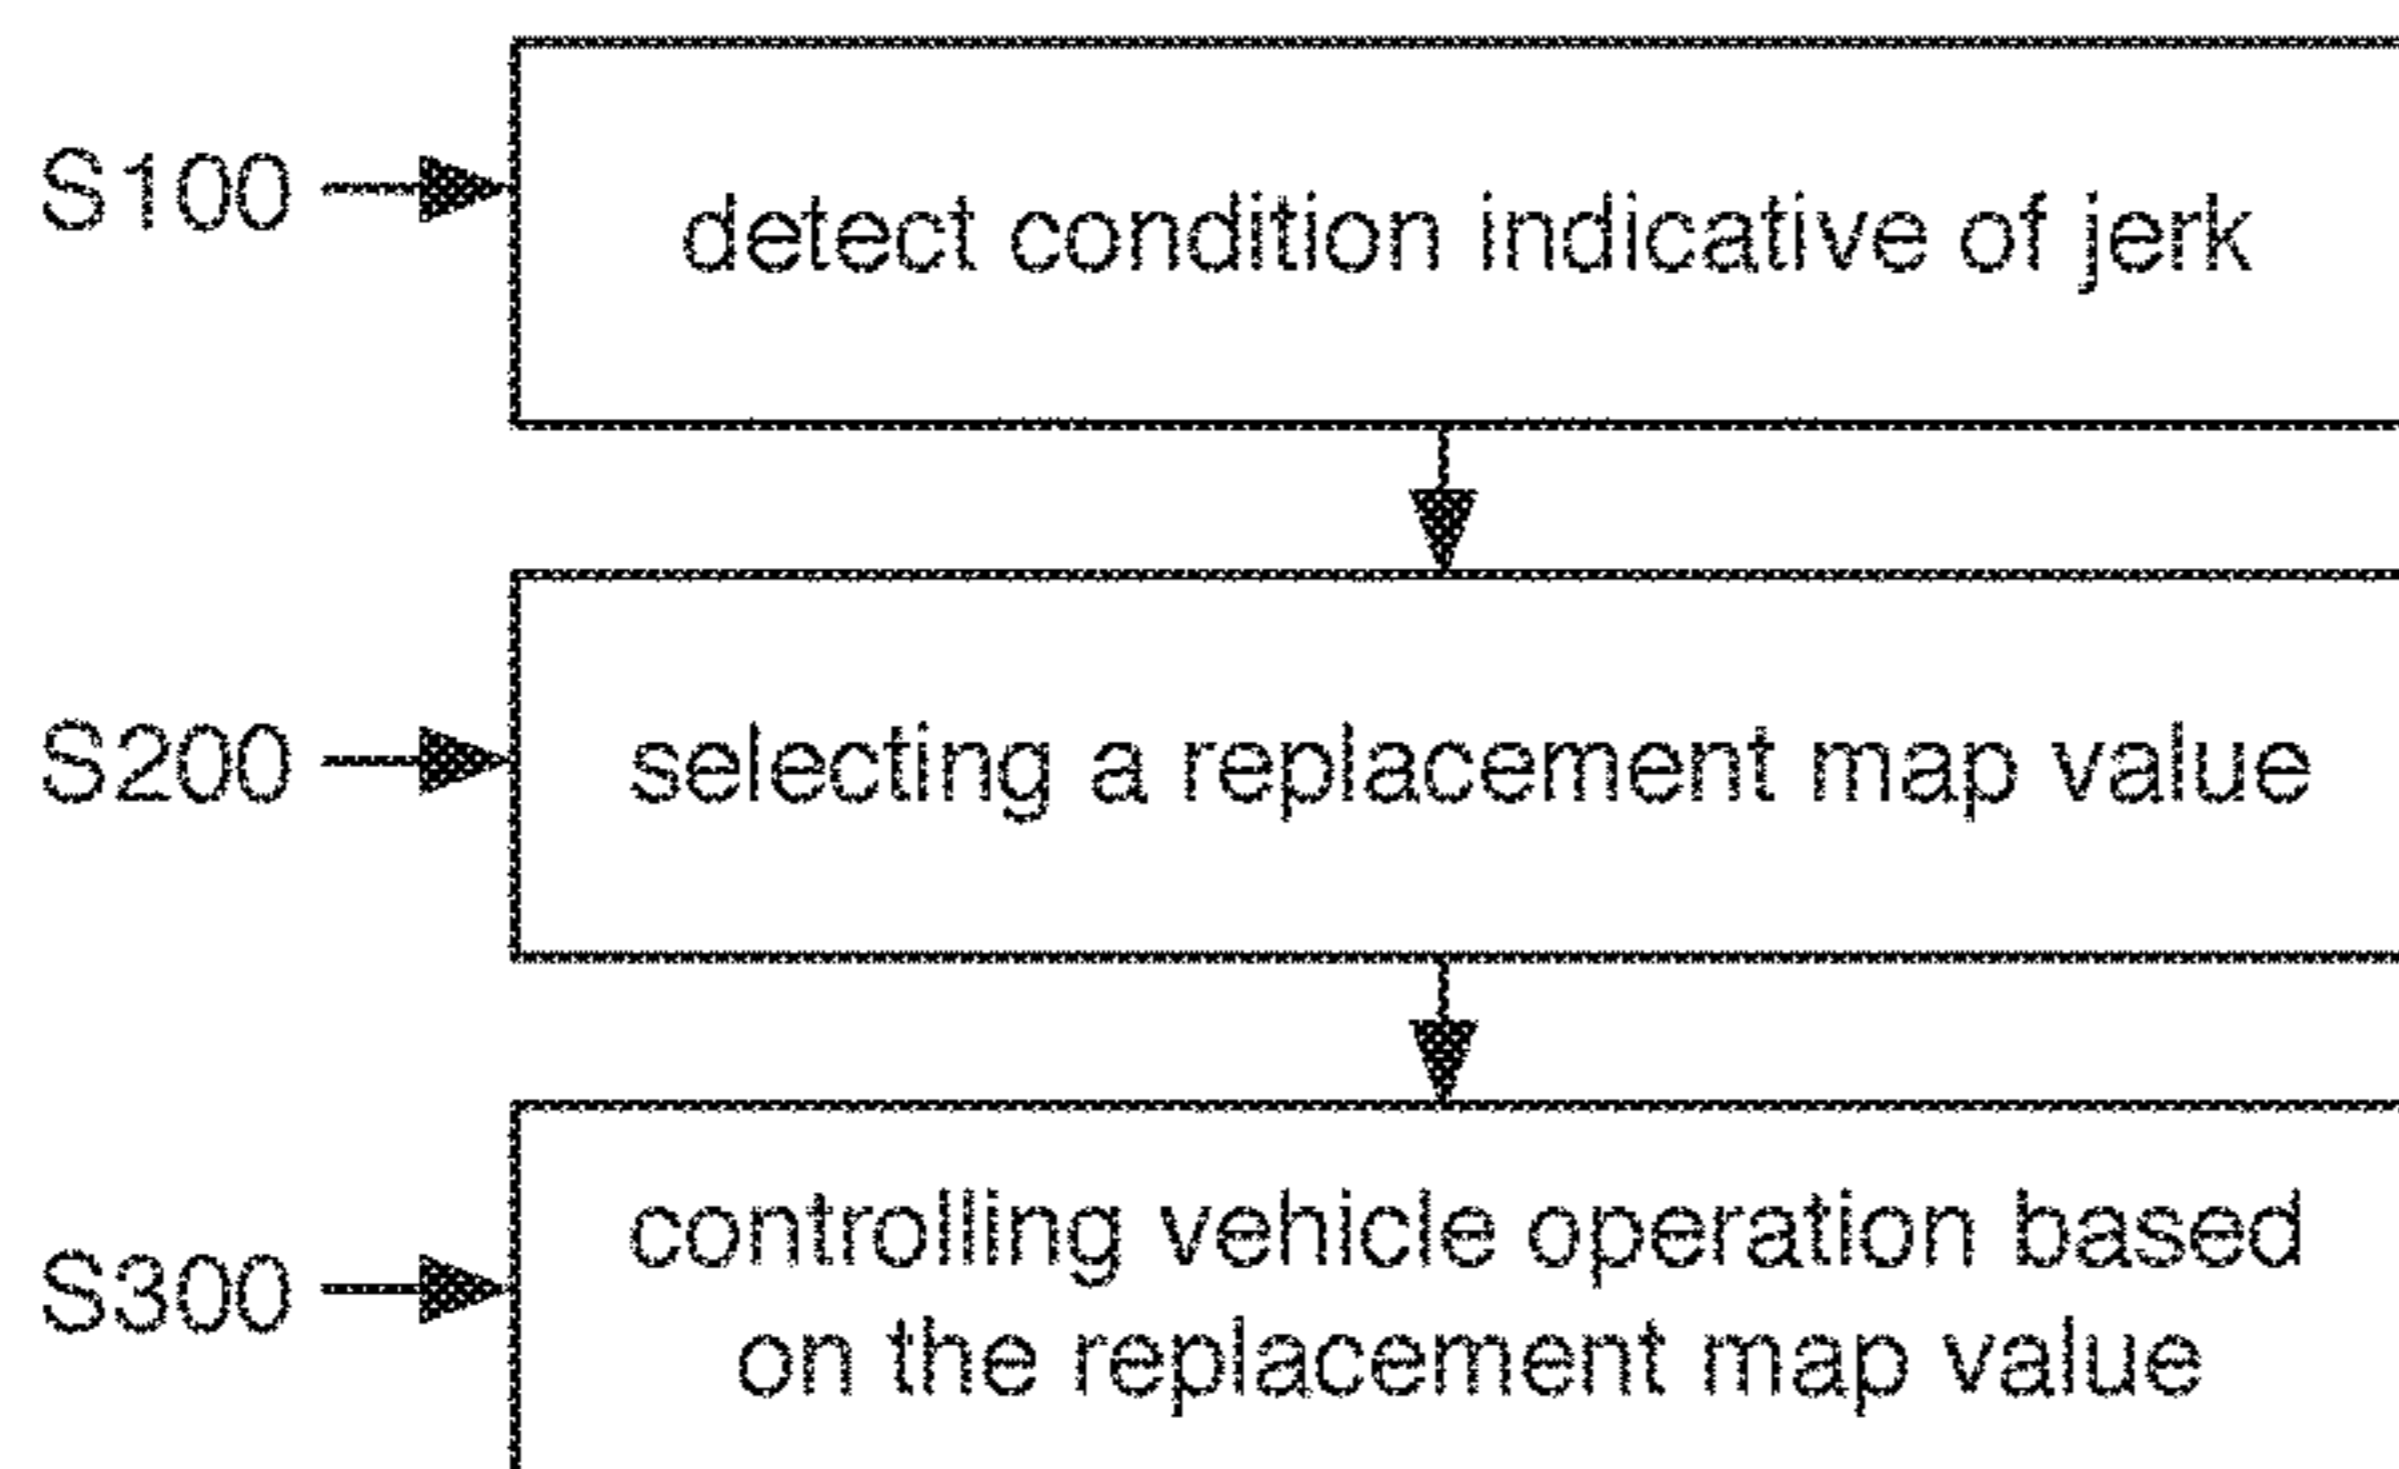 S100
detect condition indicative of jerk
S200
selecting a replacement map value
S300
controlling vehicle operation based
on the replacement map value